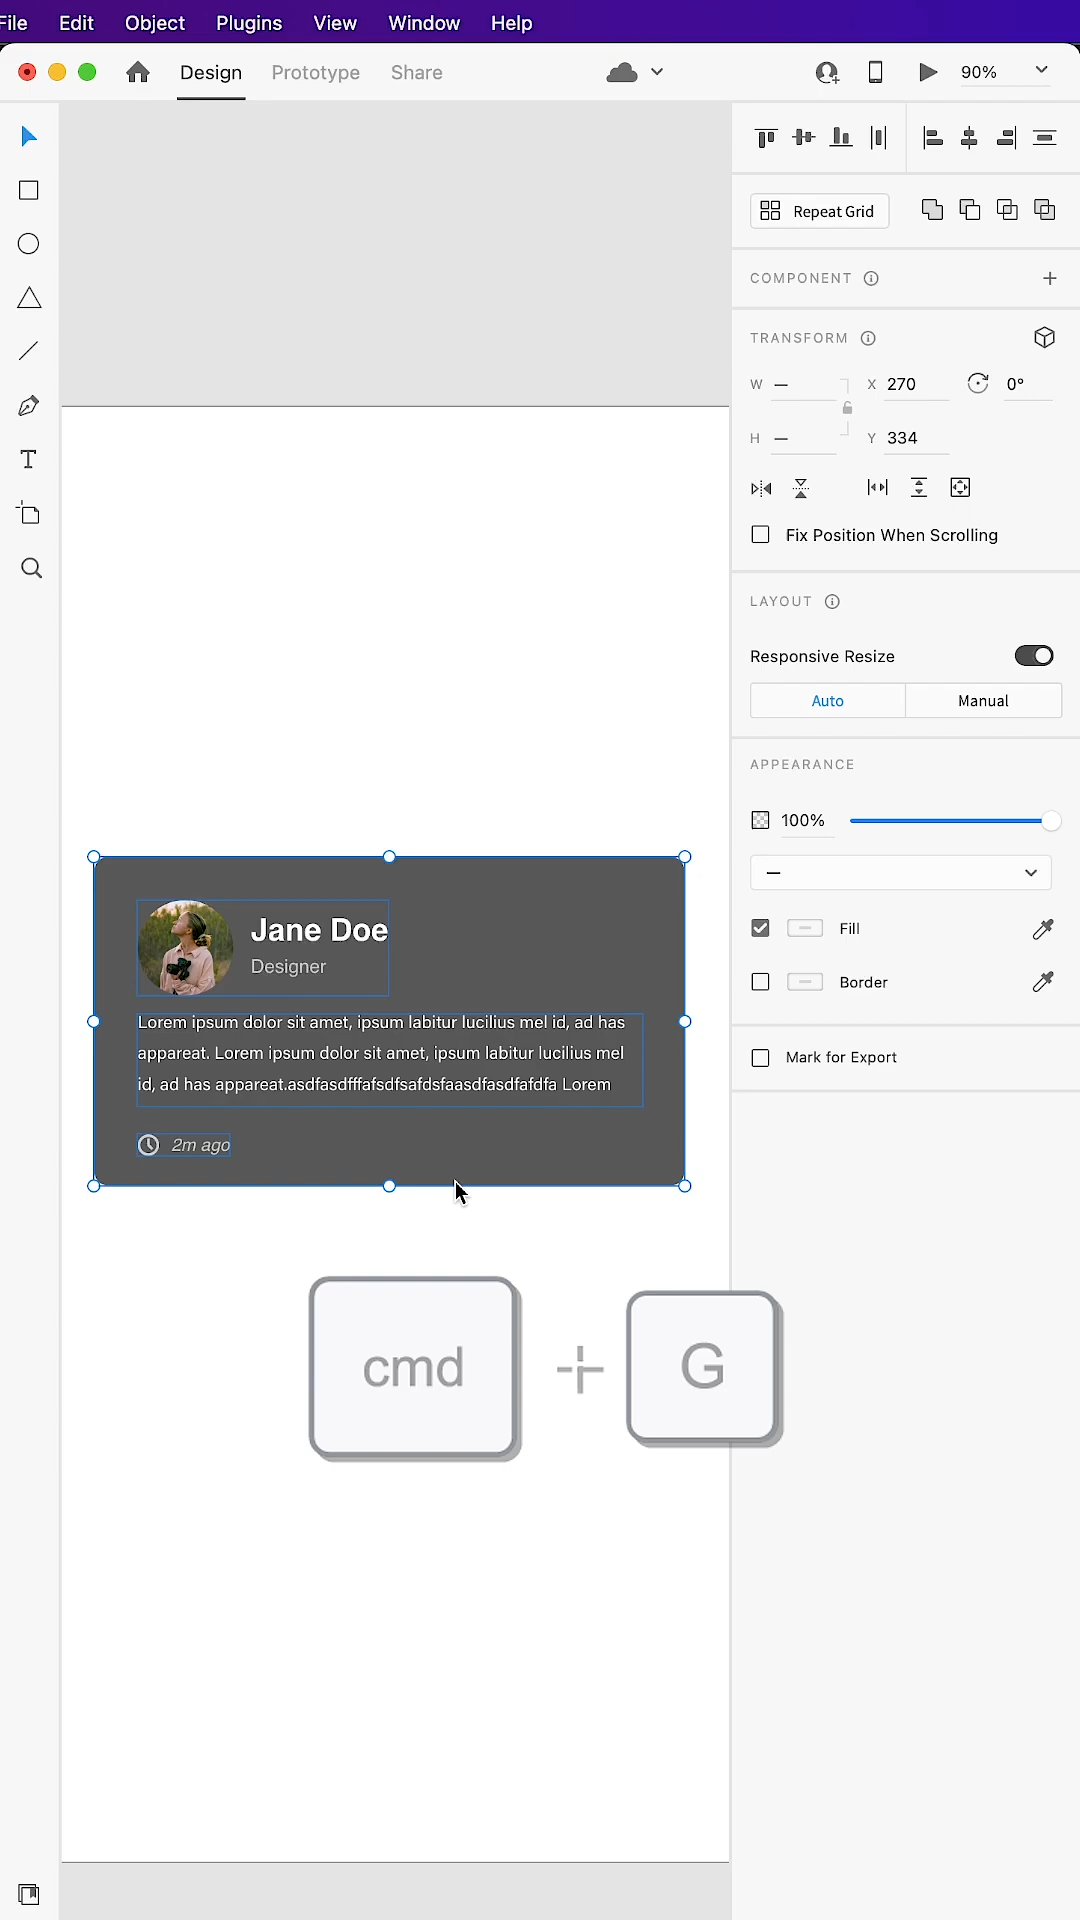 File Edit Object Plugins View Window Help
Design Prototype Share 90%
Repeat Grid
COMPONENT
TRANSFORM
W — X 270 0°
H — Y 334
Fix Position When Scrolling
LAYOUT
Responsive Resize
Auto Manual
APPEARANCE
100%
—
Fill
Border
Mark for Export
Jane Doe
Designer
Lorem ipsum dolor sit amet, ipsum labitur lucilius mel id, ad has
appareat. Lorem ipsum dolor sit amet, ipsum labitur lucilius mel
id, ad has appareat.asdfasdfffafsdfsafdsfaasdfasdfafdfa Lorem
2m ago
cmd + G